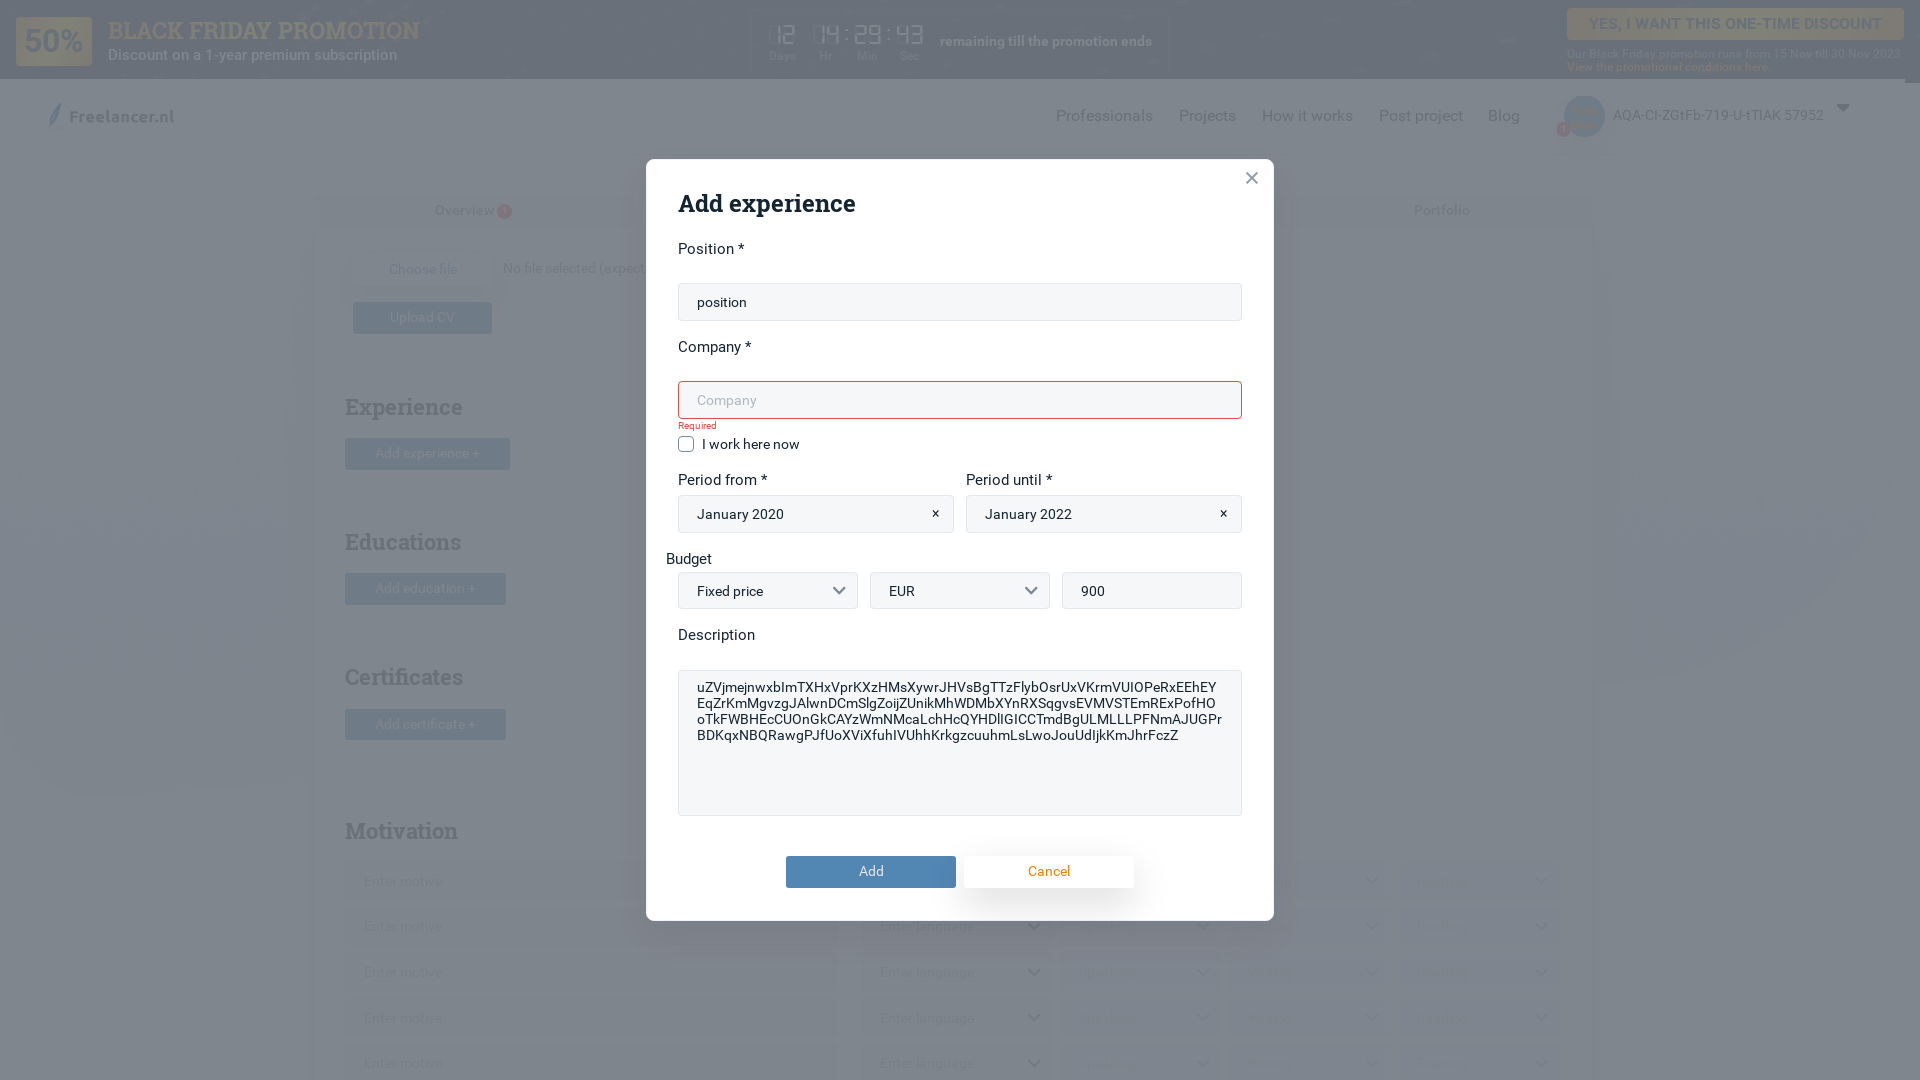 50%
BLACK FRIDAY PROMOTION
Discount on a 1-year premium subscription
12 14 : 29 : 43
Days Hr Min Sec
remaining till the promotion ends
YES, I WANT THIS ONE-TIME DISCOUNT
Our Black Friday promotion runs from 15 Nov till 30 Nov 2023.
View the promotional conditions here.
Freelancer.nl
Professionals
Projects
How it works
Post project
Blog
AQA-CI-ZGtFb-719-U-tTIAK 57952
Overview
Portfolio
Choose file
No file selected (expect
Upload CV
Experience
Add experience +
Educations
Add education +
Certificates
Add certificate +
Motivation
Enter motive
Enter motive
Enter language
Enter motive
Enter language
Enter motive
Enter language
Enter motive
Enter language
×
Add experience
Position *
position
Company *
Company
Required
I work here now
Period from *
Period until *
January 2020 ×
January 2022 ×
Budget
Fixed price
EUR
900
Description
uZVjmejnwxbImTXHxVprKXzHMsXywrJHVsBgTTzFlybOsrUxVKrmVUIOPeRxEEhEY
EqZrKmMgvzgJAlwnDCmSlgZoijZUnikMhWDMbXYnRXSqgvsEVMVSTEmRExPofHO
oTkFWBHEcCUOnGkCAYzWmNMcaLchHcQYHDlIGICCTmdBgULMLLLPFNmAJUGPr
BDKqxNBQRawgPJfUoXViXfuhIVUhhKrkgzcuuhmLsLwoJouUdIjkKmJhrFczZ
Add
Cancel